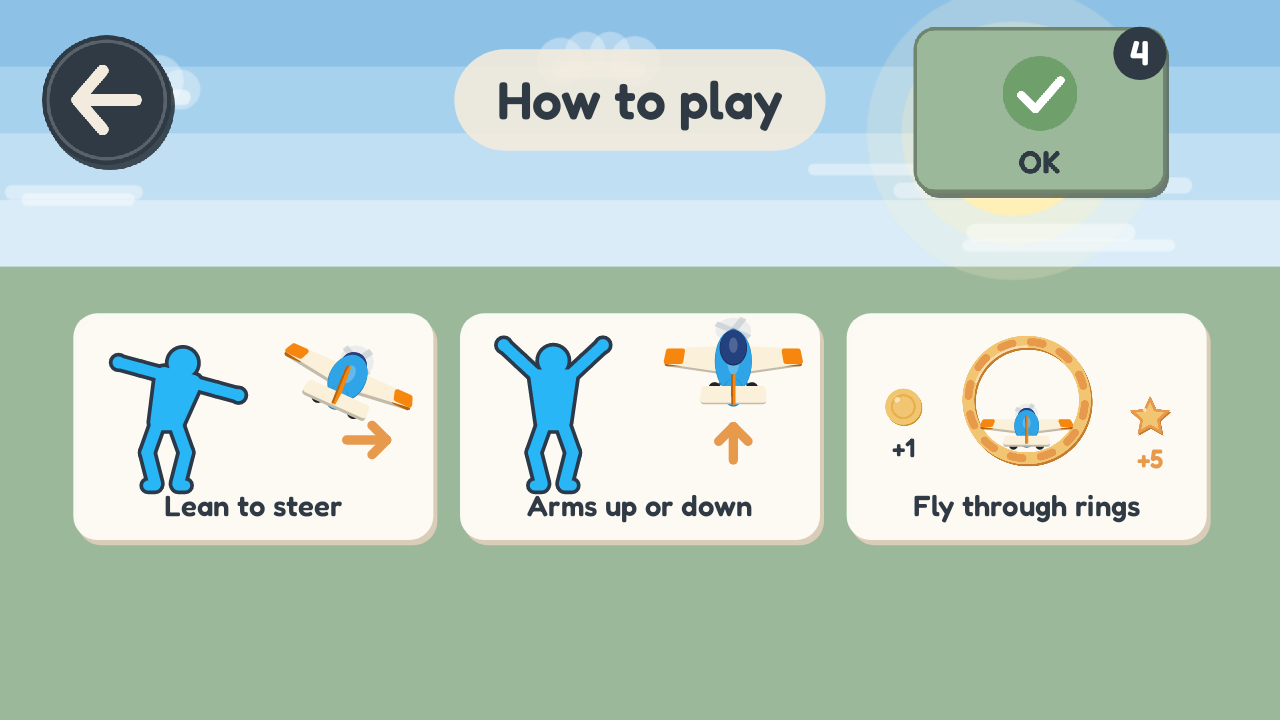 How to play
4
OK
+1
+5
Lean to steer
Arms up or down
Fly through rings